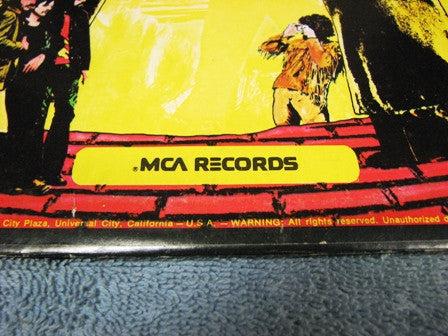 ®MCA RECORDS
City Plaza, Universal City, California — U.S.A. — WARNING: All rights reserved. Unauthorized